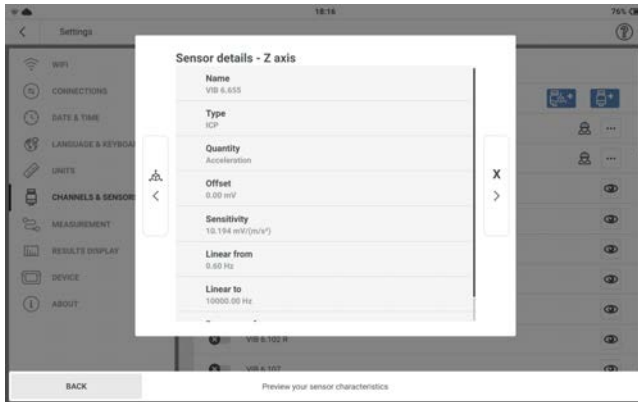 18:16
76%
Settings
WIFI
CONNECTIONS
DATE & TIME
LANGUAGE & KEYBOA
UNITS
CHANNELS & SENSORS
MEASUREMENT
RESULTS DISPLAY
DEVICE
ABOUT
Sensor details - Z axis
Name
VIB 6.655
Type
ICP
Quantity
Acceleration
Offset
0.00 mV
Sensitivity
10.194 mV/(m/s²)
Linear from
0.60 Hz
Linear to
10000.00 Hz
X
VIB 6.102 R
VIB 6.107
BACK
Preview your sensor characteristics